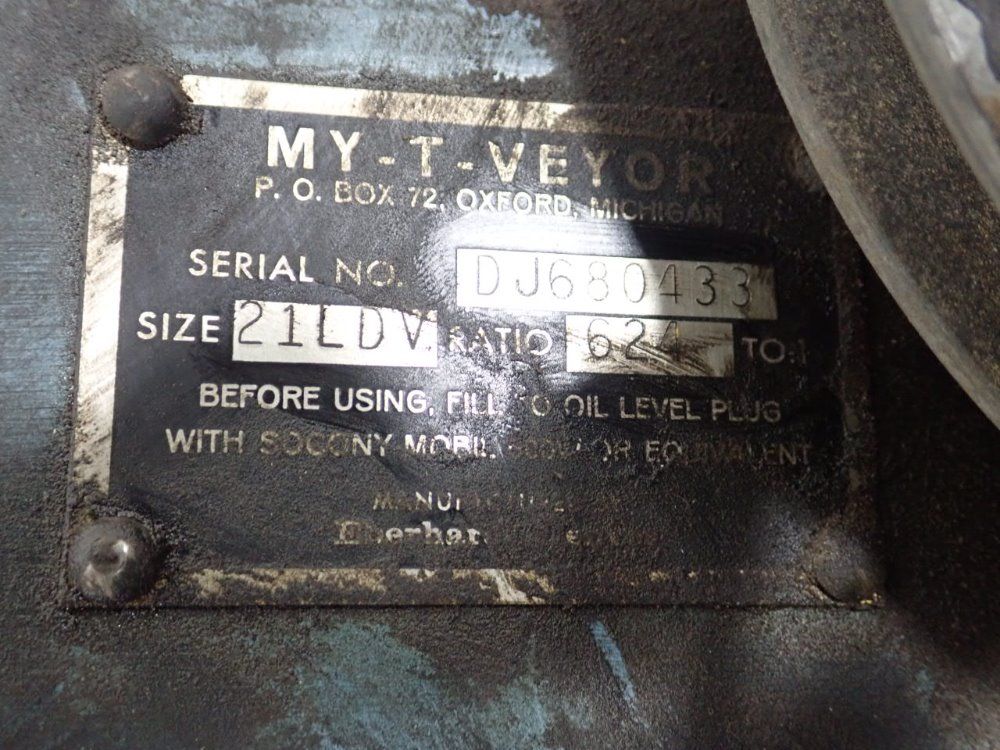 MY-T-VEYOR
P. O. BOX 72, OXFORD, MICHIGAN
SERIAL NO. DJ680433
SIZE 21LDV RATIO 624 TO 1
BEFORE USING, FILL TO OIL LEVEL PLUG
WITH SOCONY MOBIL OR EQUIVALENT